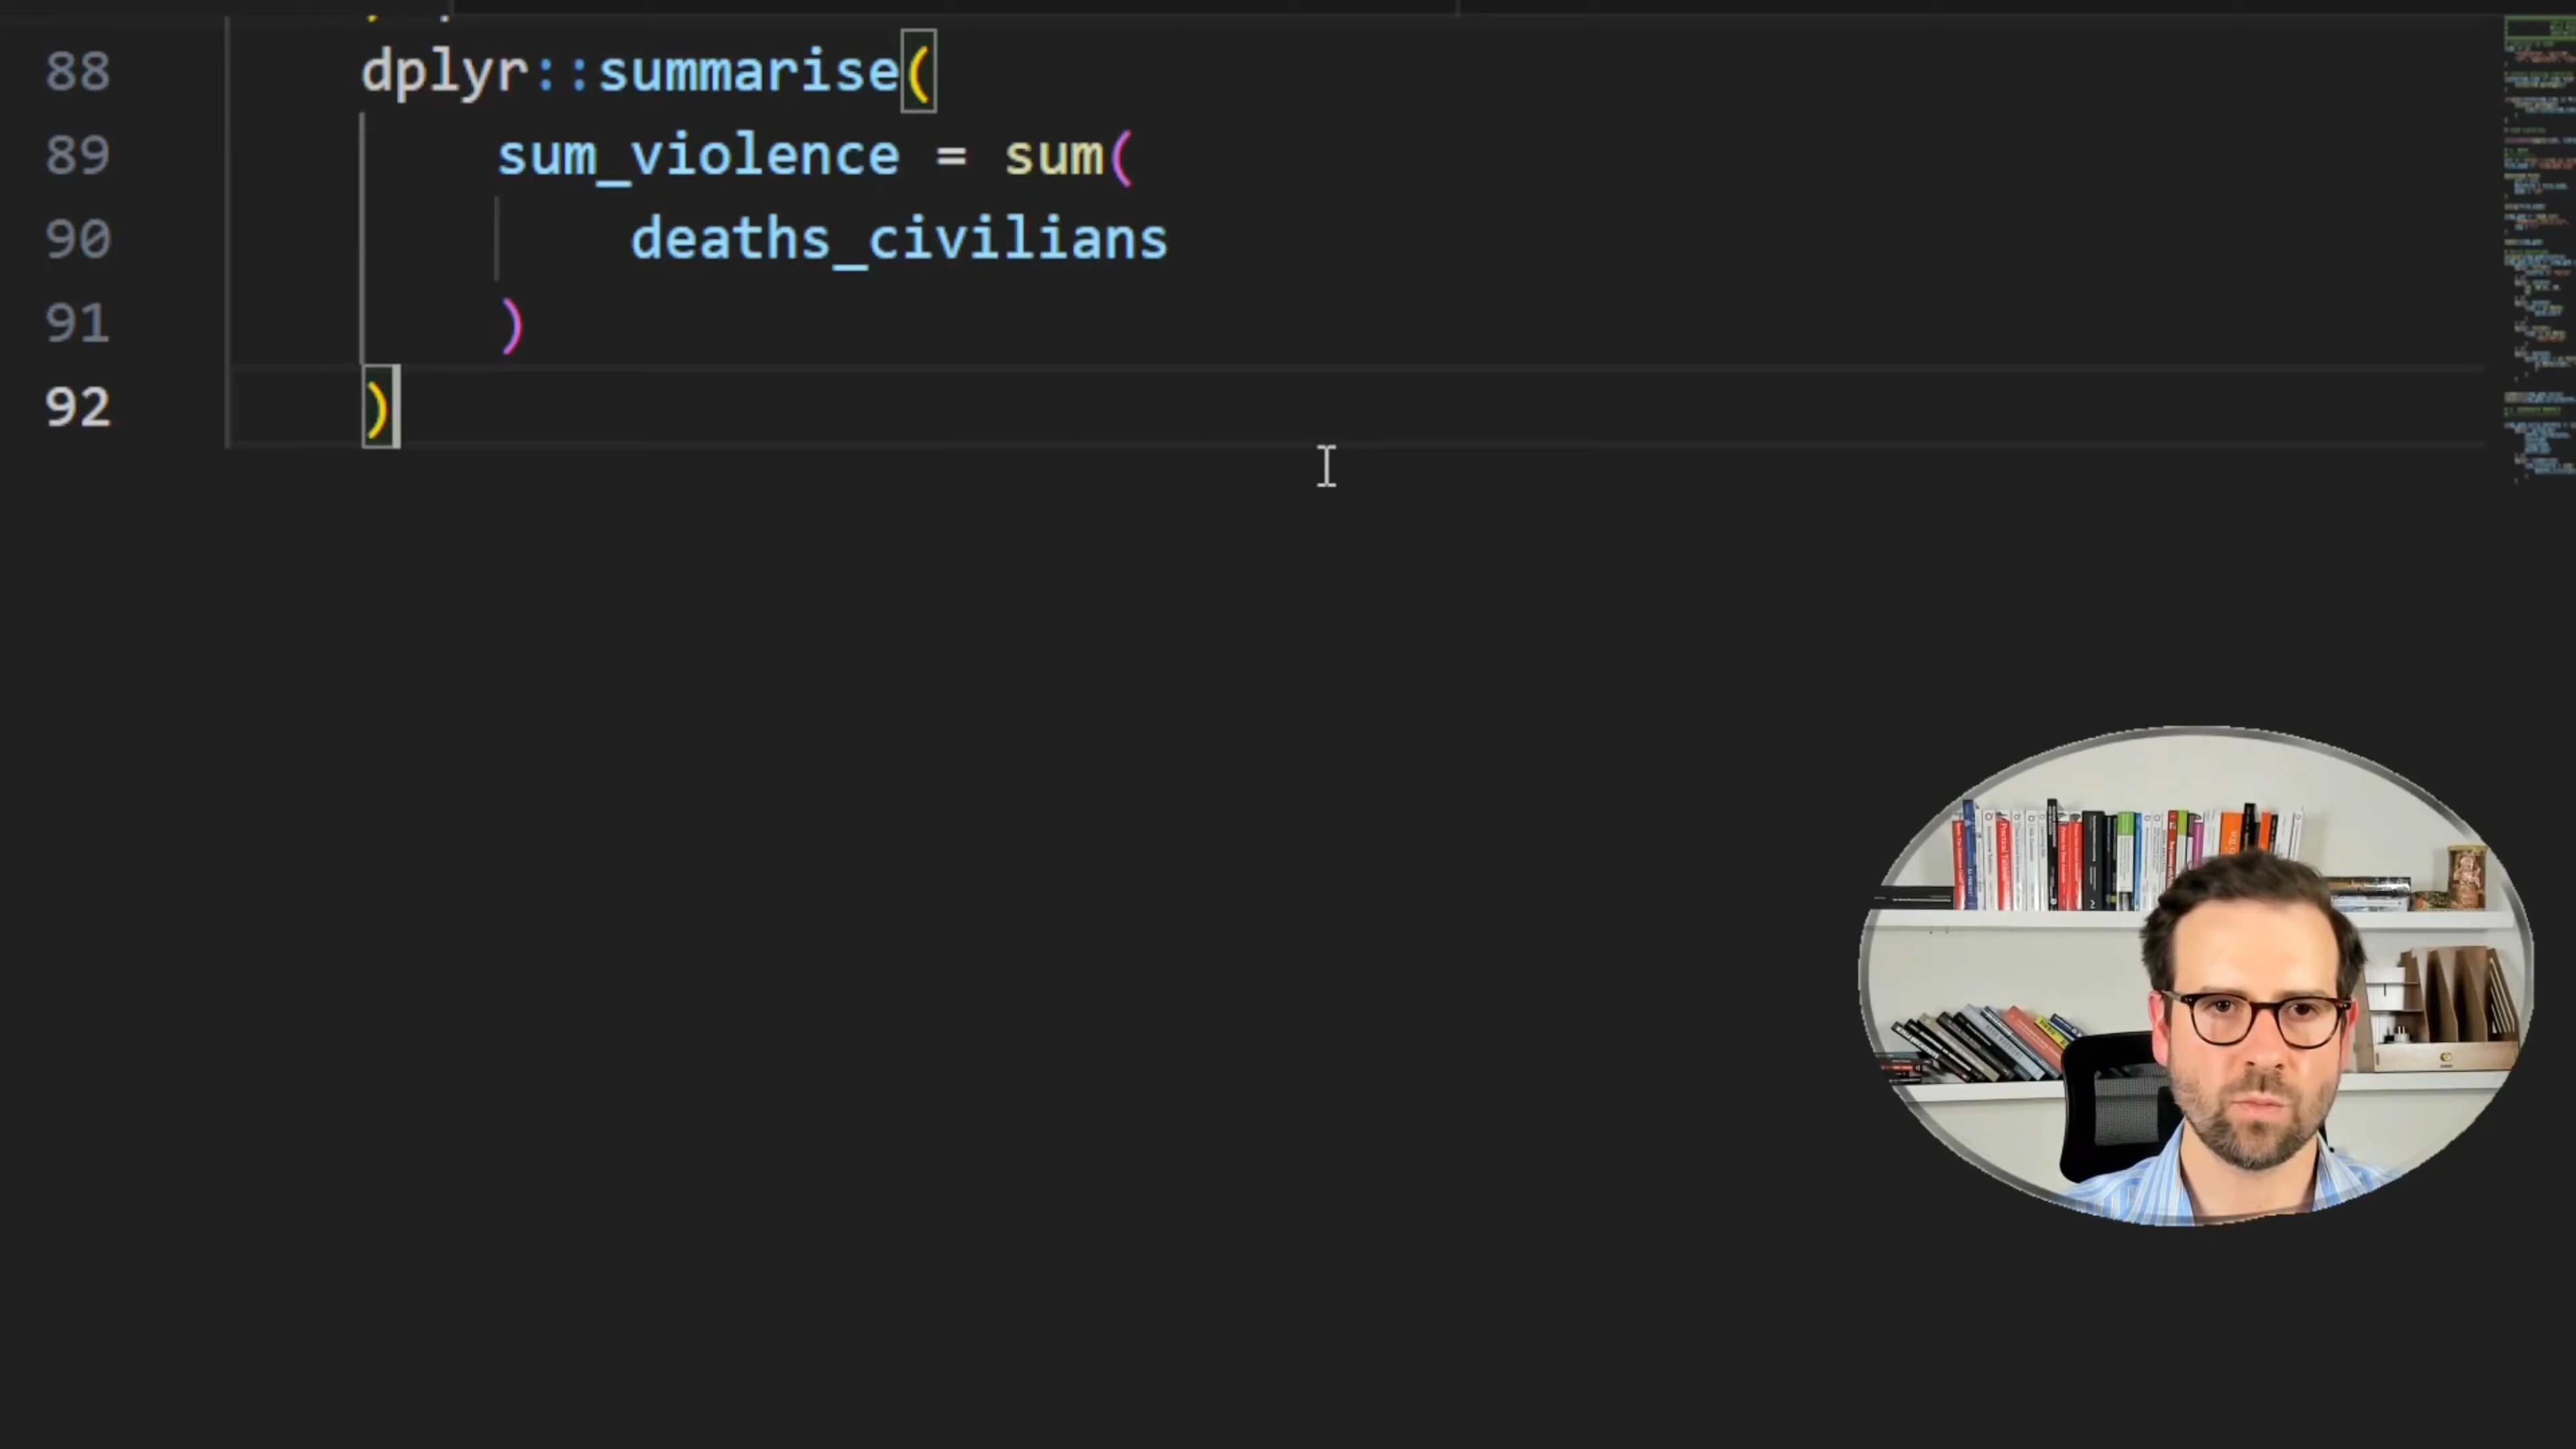 88 dplyr::summarise(
89 sum_violence = sum(
90 deaths_civilians
91 )
92 )